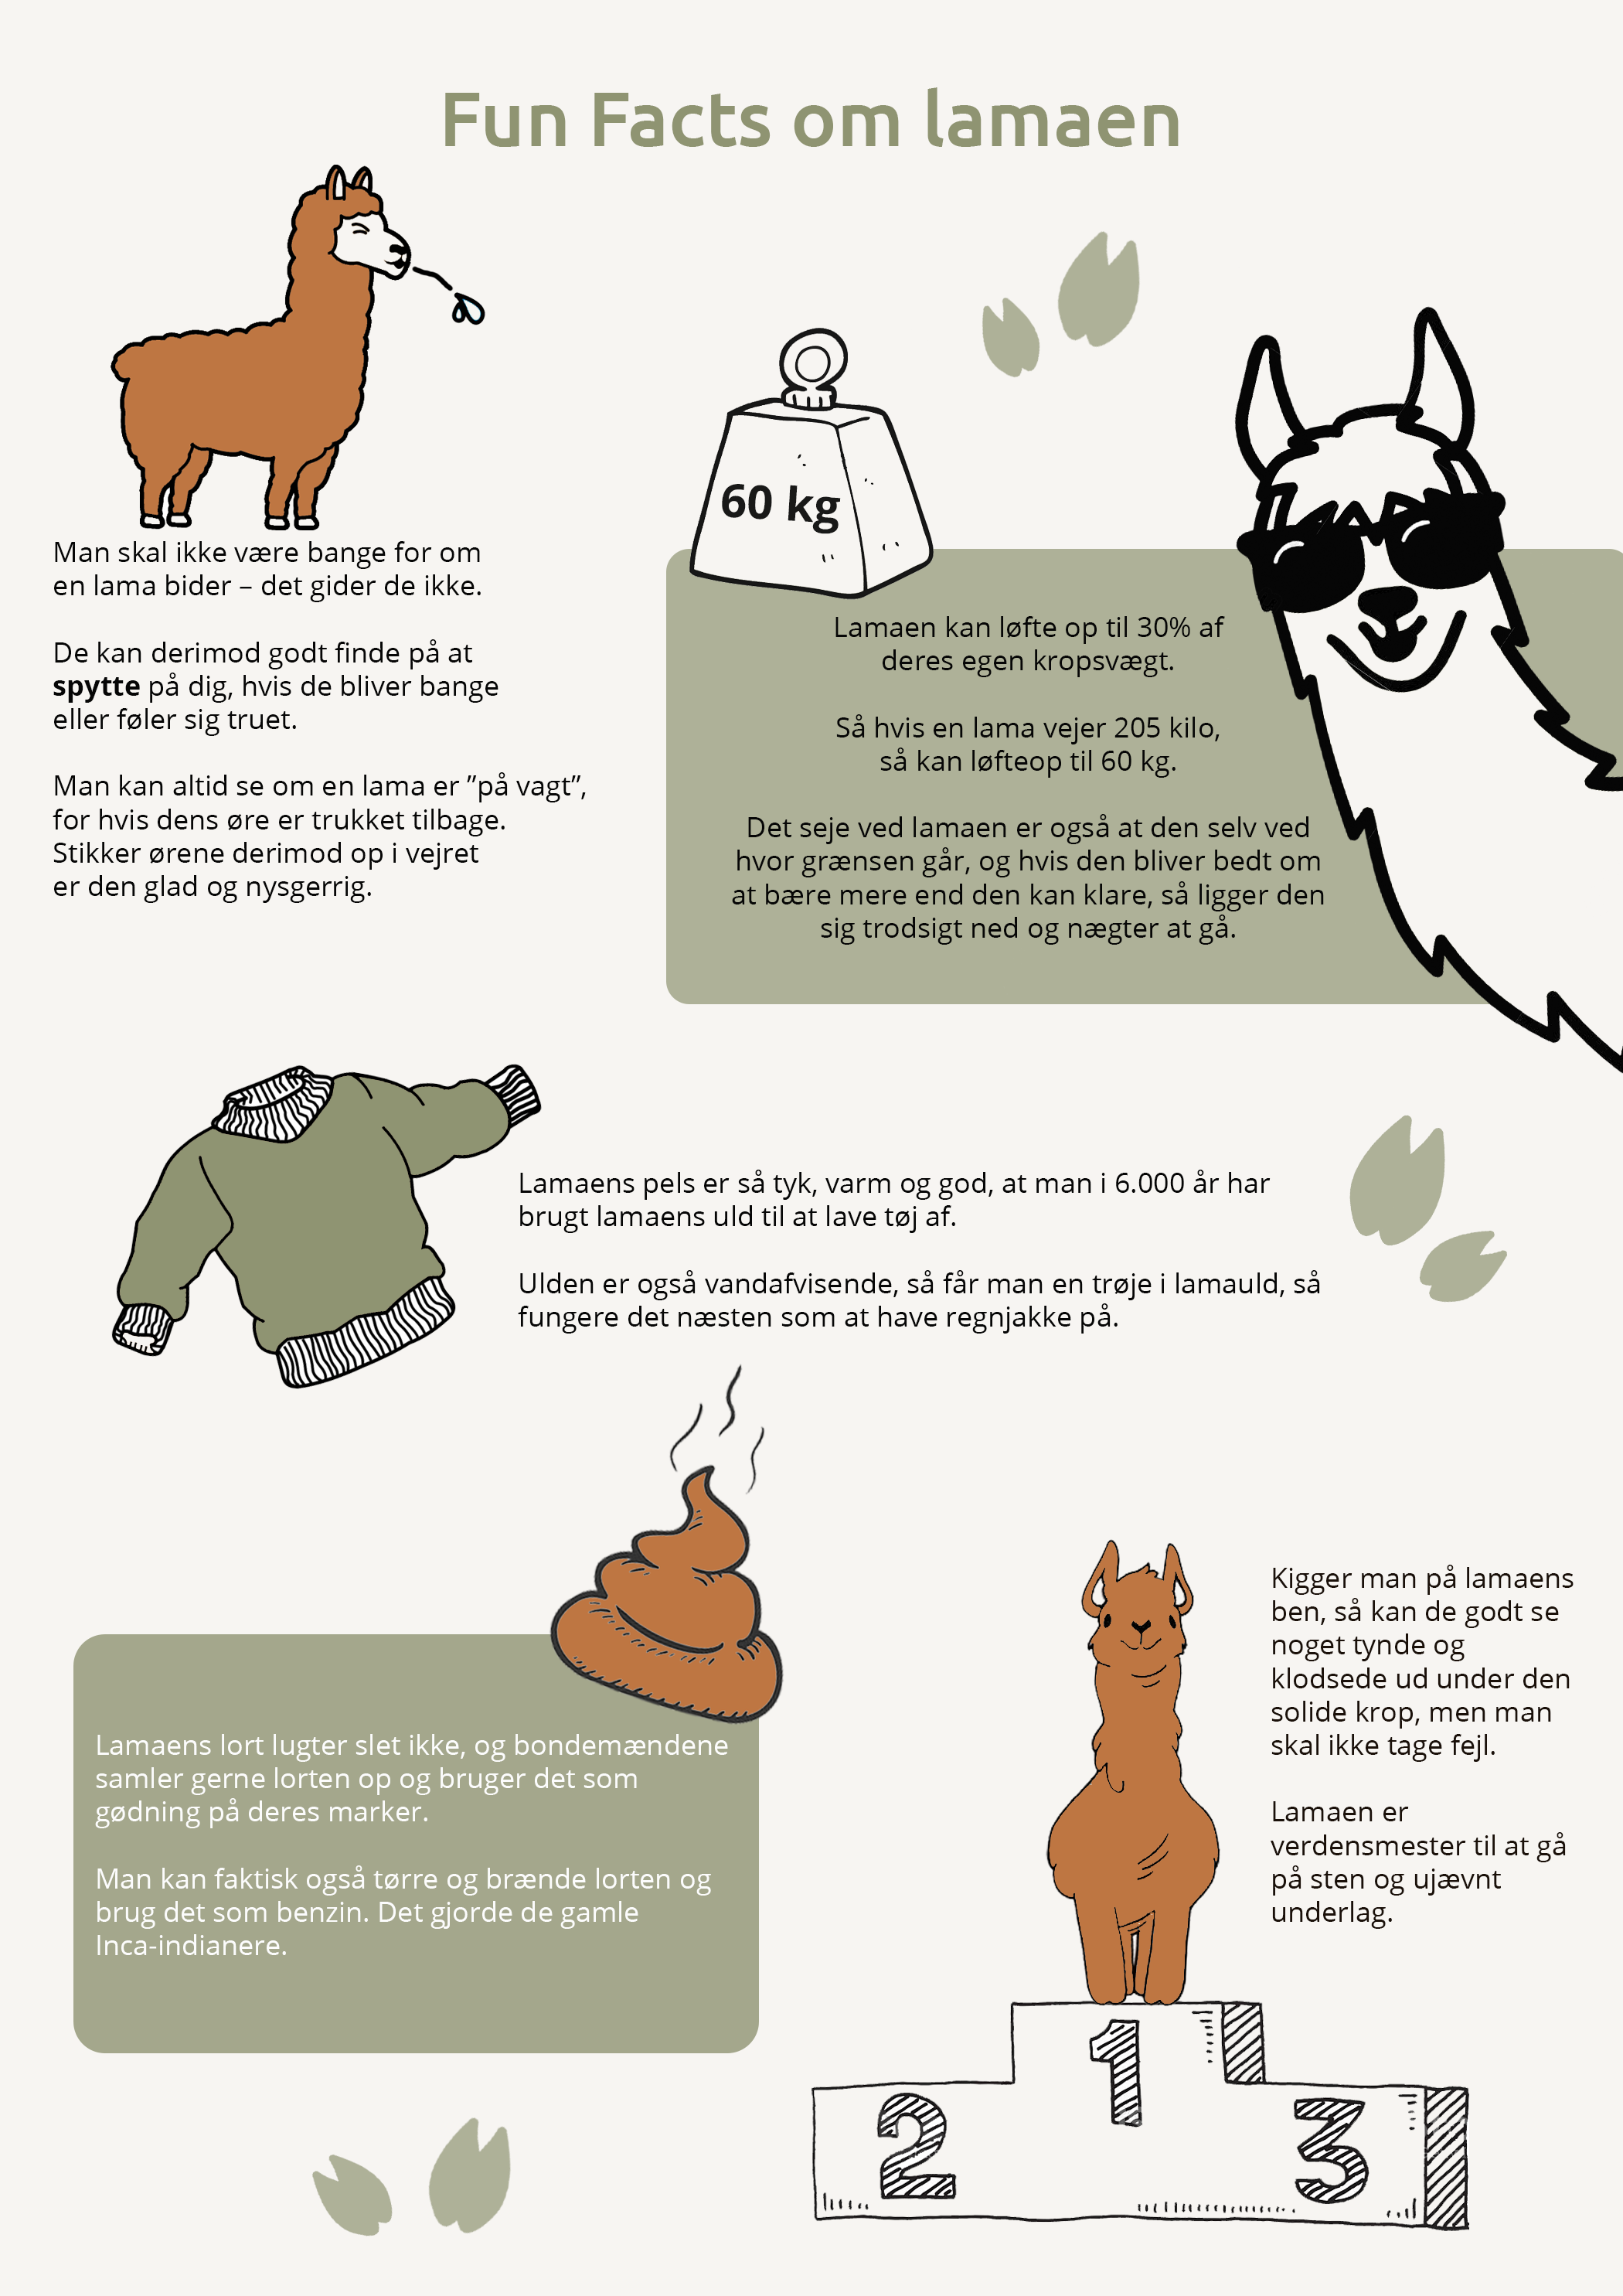 Fun Facts om lamaen
Man skal ikke være bange for om
en lama bider – det gider de ikke.
De kan derimod godt finde på at
spytte på dig, hvis de bliver bange
eller føler sig truet.
Man kan altid se om en lama er ”på vagt”,
for hvis dens øre er trukket tilbage.
Stikker ørene derimod op i vejret
er den glad og nysgerrig.
60 kg
Lamaen kan løfte op til 30% af
deres egen kropsvægt.
Så hvis en lama vejer 205 kilo,
så kan løfteop til 60 kg.
Det seje ved lamaen er også at den selv ved
hvor grænsen går, og hvis den bliver bedt om
at bære mere end den kan klare, så ligger den
sig trodsigt ned og nægter at gå.
Lamaens pels er så tyk, varm og god, at man i 6.000 år har
brugt lamaens uld til at lave tøj af.
Ulden er også vandafvisende, så får man en trøje i lamauld, så
fungere det næsten som at have regnjakke på.
Lamaens lort lugter slet ikke, og bondemændene
samler gerne lorten op og bruger det som
gødning på deres marker.
Man kan faktisk også tørre og brænde lorten og
brug det som benzin. Det gjorde de gamle
Inca-indianere.
Kigger man på lamaens
ben, så kan de godt se
noget tynde og
klodsede ud under den
solide krop, men man
skal ikke tage fejl.
Lamaen er
verdensmester til at gå
på sten og ujævnt
underlag.
1
2
3